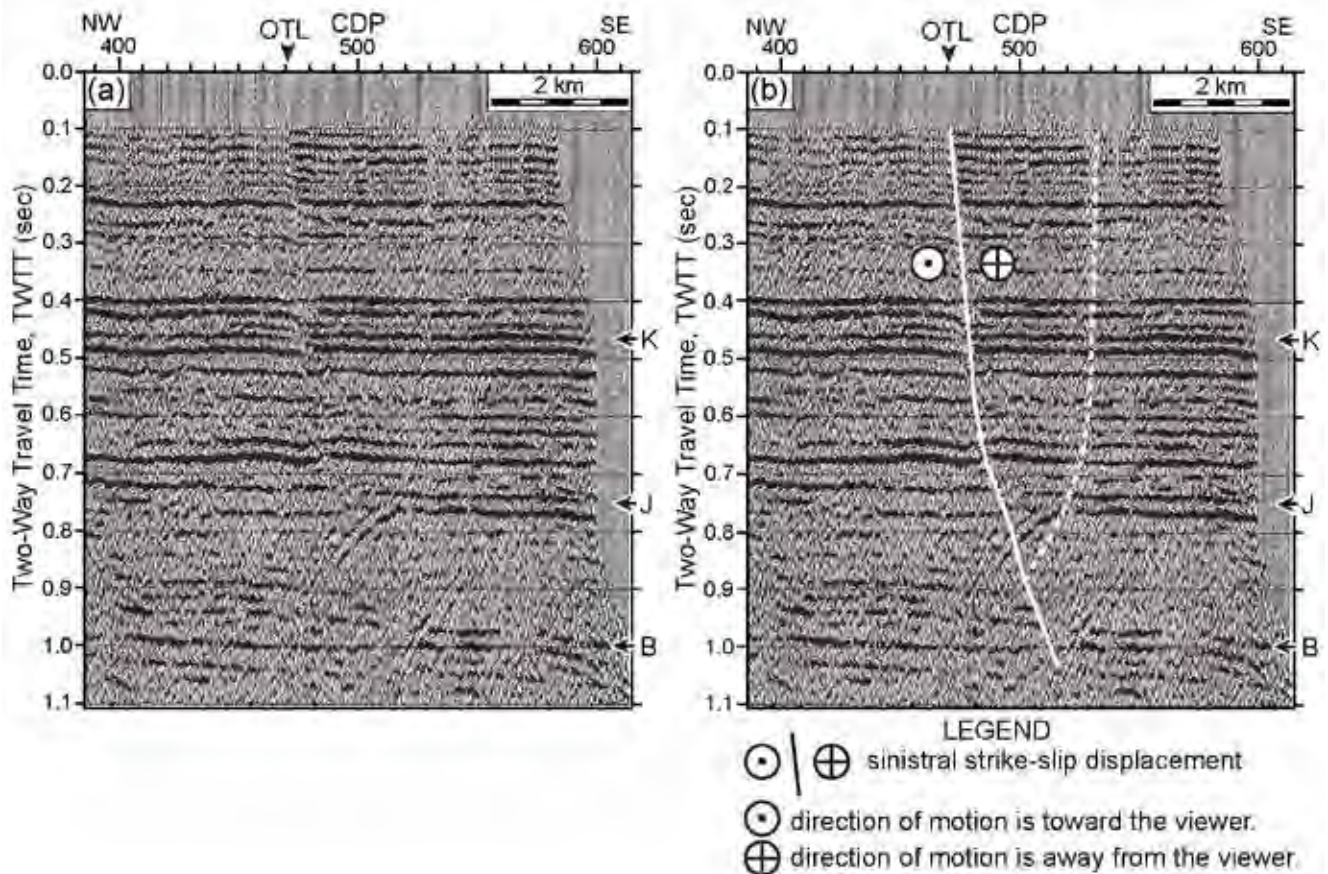 NW OTL CDP SE
400 500 600
(a) 2 km
0.0
0.1
0.2
0.3
0.4
0.5
0.6
0.7
0.8
0.9
1.0
1.1
Two-Way Travel Time, TWTT (sec)
K
J
B
NW OTL CDP SE
400 500 600
(b) 2 km
0.0
0.1
0.2
0.3
0.4
0.5
0.6
0.7
0.8
0.9
1.0
1.1
Two-Way Travel Time, TWTT (sec)
K
J
B
LEGEND
sinistral strike-slip displacement
direction of motion is toward the viewer.
direction of motion is away from the viewer.